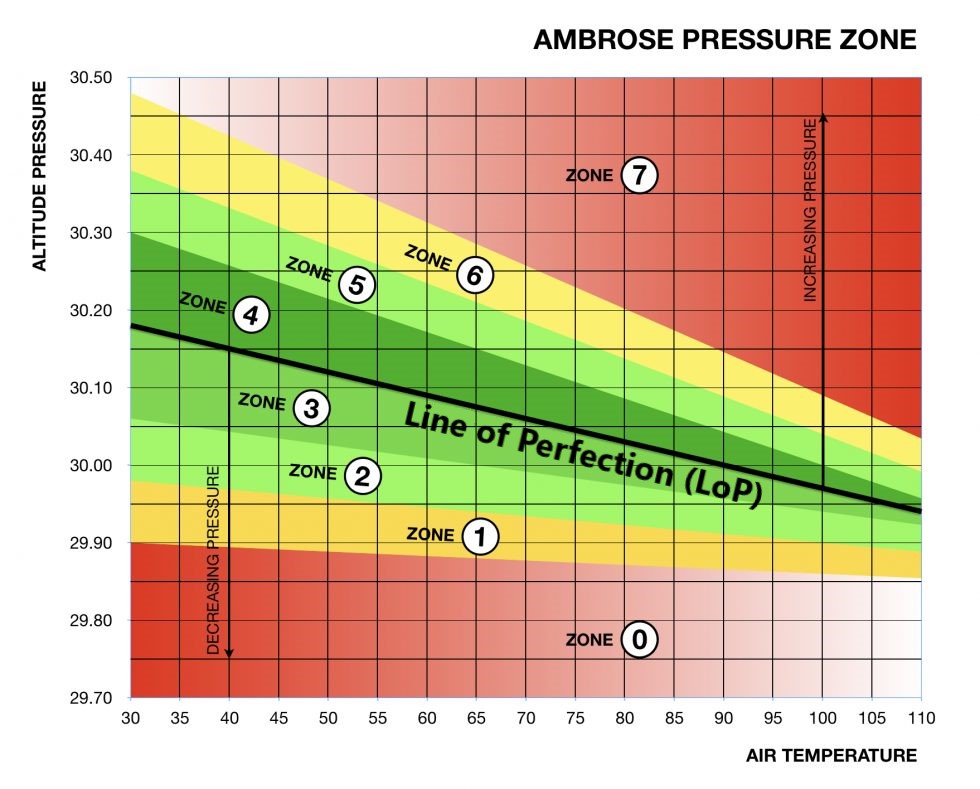 AMBROSE PRESSURE ZONE
ALTITUDE PRESSURE
30.50
30.40
30.30
30.20
30.10
30.00
29.90
29.80
29.70
INCREASING PRESSURE
ZONE 7
ZONE 6
ZONE 5
ZONE 4
ZONE 3
Line of Perfection (LoP)
ZONE 2
DECREASING PRESSURE
ZONE 1
ZONE 0
30 35 40 45 50 55 60 65 70 75 80 85 90 95 100 105 110
AIR TEMPERATURE